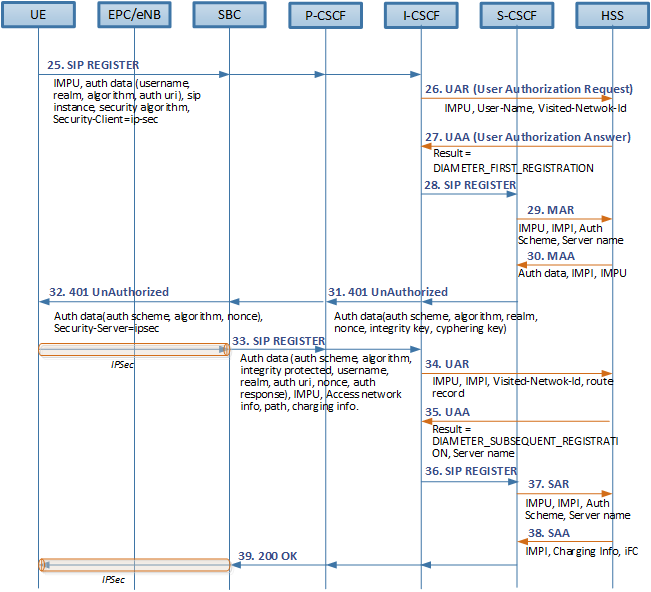 UE EPC/eNB SBC P-CSCF I-CSCF S-CSCF HSS
25. SIP REGISTER
IMPU, auth data (username,
realm, algorithm, auth uri), sip
instance, security algorithm,
Security-Client=ip-sec
26. UAR (User Authorization Request)
IMPU, User-Name, Visited-Netwok-Id
27. UAA (User Authorization Answer)
Result =
DIAMETER_FIRST_REGISTRATION
28. SIP REGISTER
29. MAR
IMPU, IMPI, Auth
Scheme, Server name
30. MAA
Auth data, IMPI, IMPU
32. 401 UnAuthorized
Auth data(auth scheme, algorithm, nonce),
Security-Server=ipsec
31. 401 UnAuthorized
Auth data(auth scheme, algorithm, realm,
nonce, integrity key, cyphering key)
33. SIP REGISTER
IPSec
Auth data (auth scheme, algorithm,
integrity protected, username,
realm, auth uri, nonce, auth
response), IMPU, Access network
info, path, charging info.
34. UAR
IMPU, IMPI, Visited-Netwok-Id, route
record
35. UAA
Result =
DIAMETER_SUBSEQUENT_REGISTRATI
ON, Server name
36. SIP REGISTER
37. SAR
IMPU, IMPI, Auth
Scheme, Server name
38. SAA
IMPI, Charging Info, iFC
39. 200 OK
IPSec